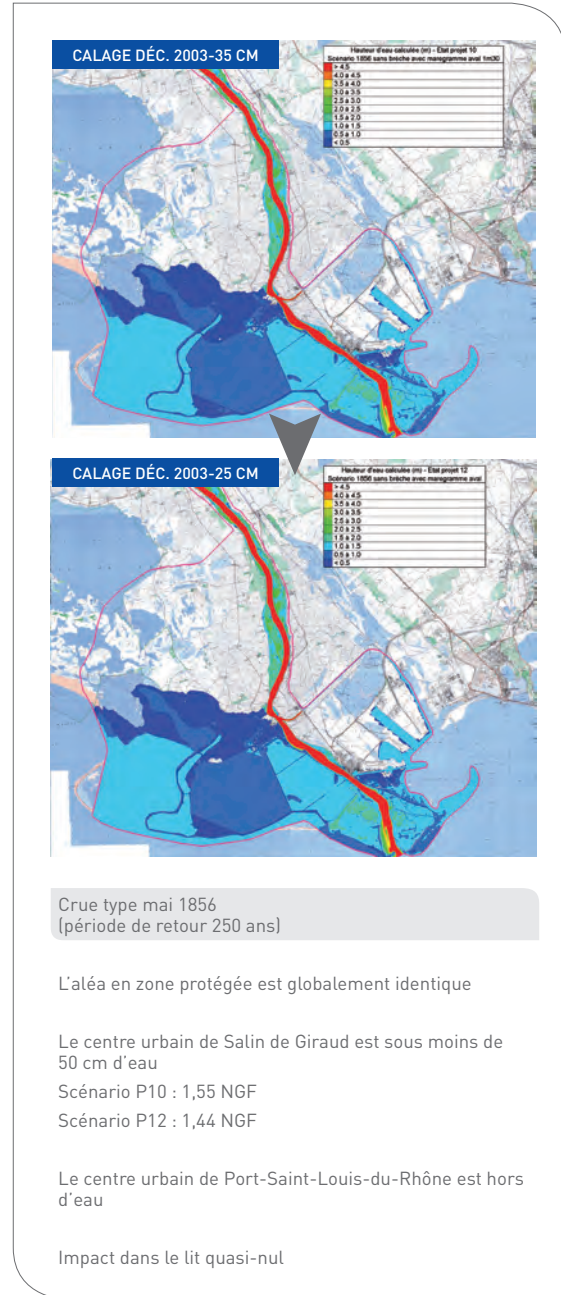 CALAGE DÉC. 2003-35 CM
Hauteur d'eau calculée (m) - Etat projet 10
Scénario 1856 sans brèche avec maregramme aval 1m30
> 4.5
4.0 à 4.5
3.5 à 4.0
3.0 à 3.5
2.5 à 3.0
2.0 à 2.5
1.5 à 2.0
1.0 à 1.5
0.5 à 1.0
< 0.5
CALAGE DÉC. 2003-25 CM
Hauteur d'eau calculée (m) - Etat projet 12
Scénario 1856 sans brèche avec maregramme aval
> 4.5
4.0 à 4.5
3.5 à 4.0
3.0 à 3.5
2.5 à 3.0
2.0 à 2.5
1.5 à 2.0
1.0 à 1.5
0.5 à 1.0
< 0.5
Crue type mai 1856
(période de retour 250 ans)
L'aléa en zone protégée est globalement identique
Le centre urbain de Salin de Giraud est sous moins de
50 cm d'eau
Scénario P10 : 1,55 NGF
Scénario P12 : 1,44 NGF
Le centre urbain de Port-Saint-Louis-du-Rhône est hors
d'eau
Impact dans le lit quasi-nul